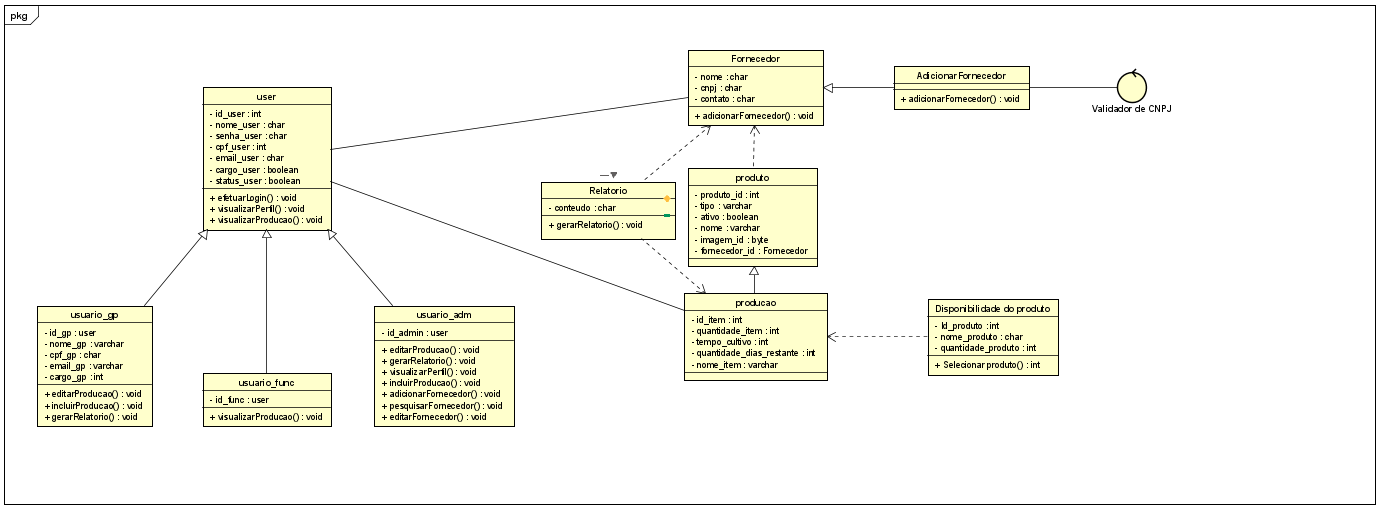 pkg
Fornecedor
- nome : char
- cnpj : char
- contato : char
+ adicionarFornecedor() : void
AdicionarFornecedor
+ adicionarFornecedor() : void
Validador de CNPJ
user
- id_user : int
- nome_user : char
- senha_user : char
- cpf_user : int
- email_user : char
- cargo_user : boolean
- status_user : boolean
+ efetuarLogin() : void
+ visualizarPerfil() : void
+ visualizarProducao() : void
Relatorio
- conteudo : char
+ gerarRelatorio() : void
produto
- produto_id : int
- tipo : varchar
- ativo : boolean
- nome : varchar
- imagem_id : byte
- fornecedor_id : Fornecedor
producao
- id_item : int
- quantidade_item : int
- tempo_cultivo : int
- quantidade_dias_restante : int
- nome_item : varchar
Disponibilidade do produto
- Id_produto : int
- nome_produto : char
- quantidade_produto : int
+ Selecionar produto() : int
usuario_gp
- id_gp : user
- nome_gp : varchar
- cpf_gp : char
- email_gp : varchar
- cargo_gp : int
+ editarProducao() : void
+ incluirProducao() : void
+ gerarRelatorio() : void
usuario_func
- id_func : user
+ visualizarProducao() : void
usuario_adm
- id_admin : user
+ editarProducao() : void
+ gerarRelatorio() : void
+ visualizarPerfil() : void
+ incluirProducao() : void
+ adicionarFornecedor() : void
+ pesquisarFornecedor() : void
+ editarFornecedor() : void